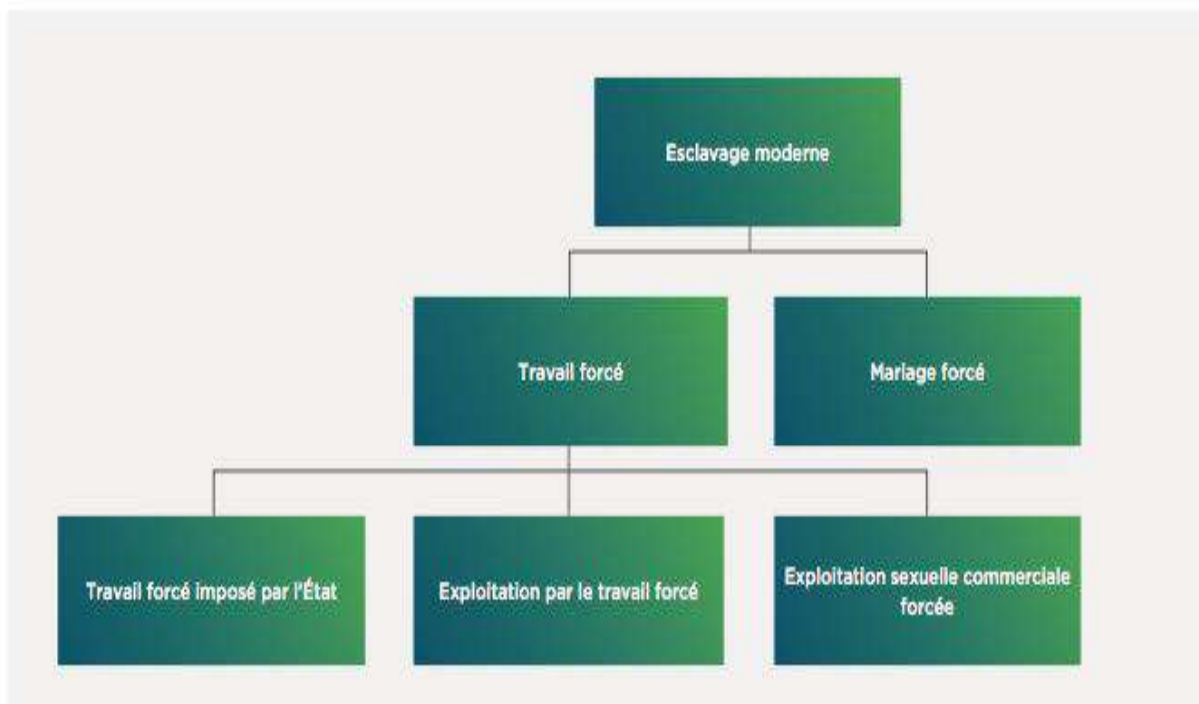 Esclavage moderne
Travail forcé
Mariage forcé
Travail forcé imposé par l'État
Exploitation par le travail forcé
Exploitation sexuelle commerciale
forcée